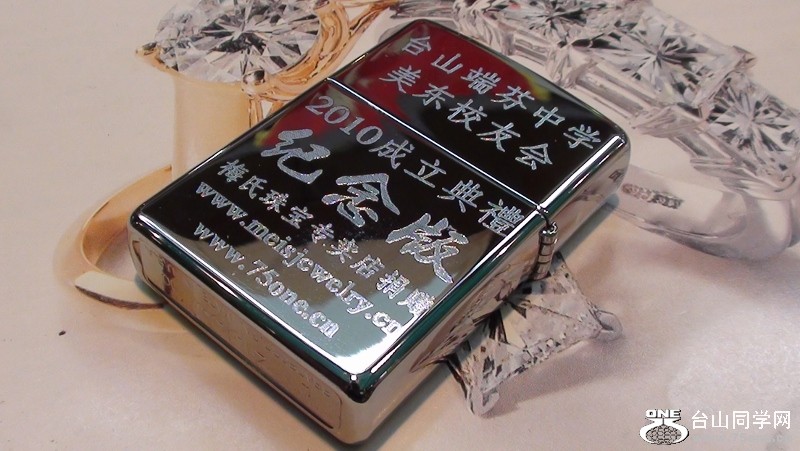 台山端芬中学
美东校友会
2010成立典禮
纪念版
梅氏珠宝专卖店捐赠
www.meisjewelry.cn
www.75one.cn
ONE
台山同学网